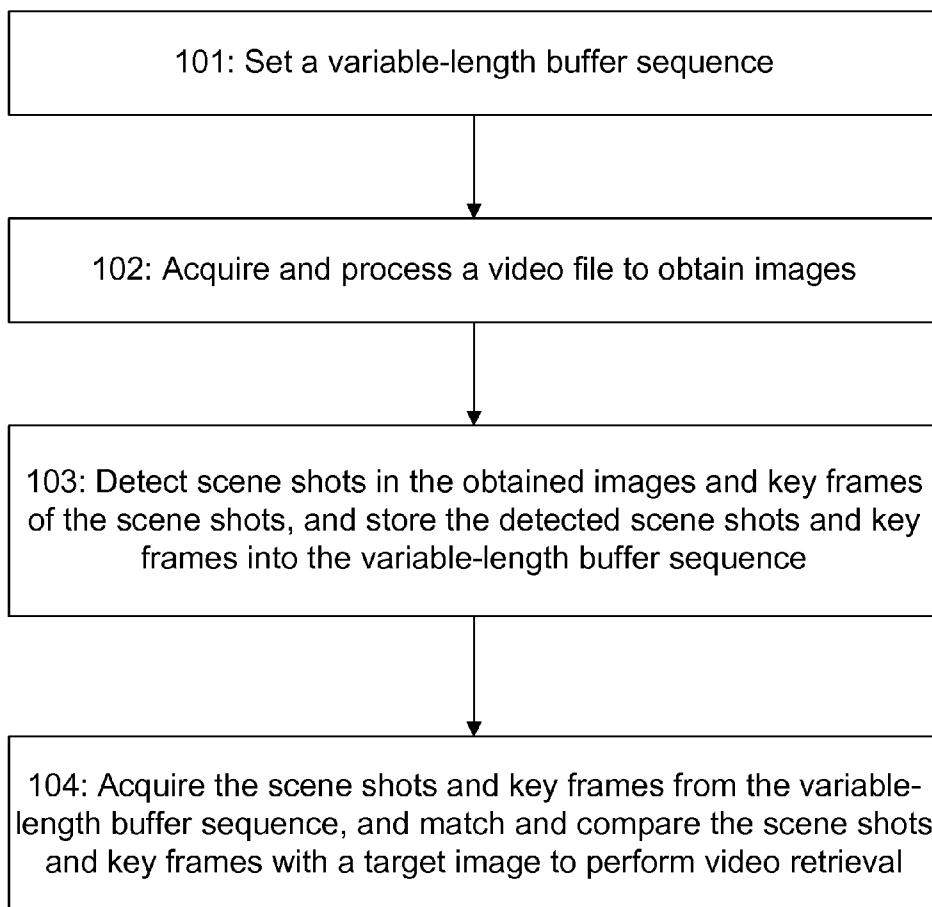 101: Set a variable-length buffer sequence
102: Acquire and process a video file to obtain images
103: Detect scene shots in the obtained images and key frames
of the scene shots, and store the detected scene shots and key
frames into the variable-length buffer sequence
104: Acquire the scene shots and key frames from the variable-
length buffer sequence, and match and compare the scene shots
and key frames with a target image to perform video retrieval